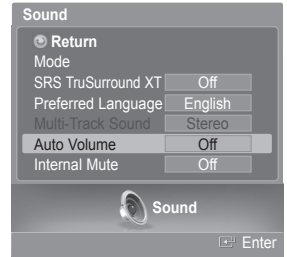 Sound
Return
Mode
SRS TruSurround XT Off
Preferred Language English
Multi-Track Sound Stereo
Auto Volume Off
Internal Mute Off
Sound
Enter